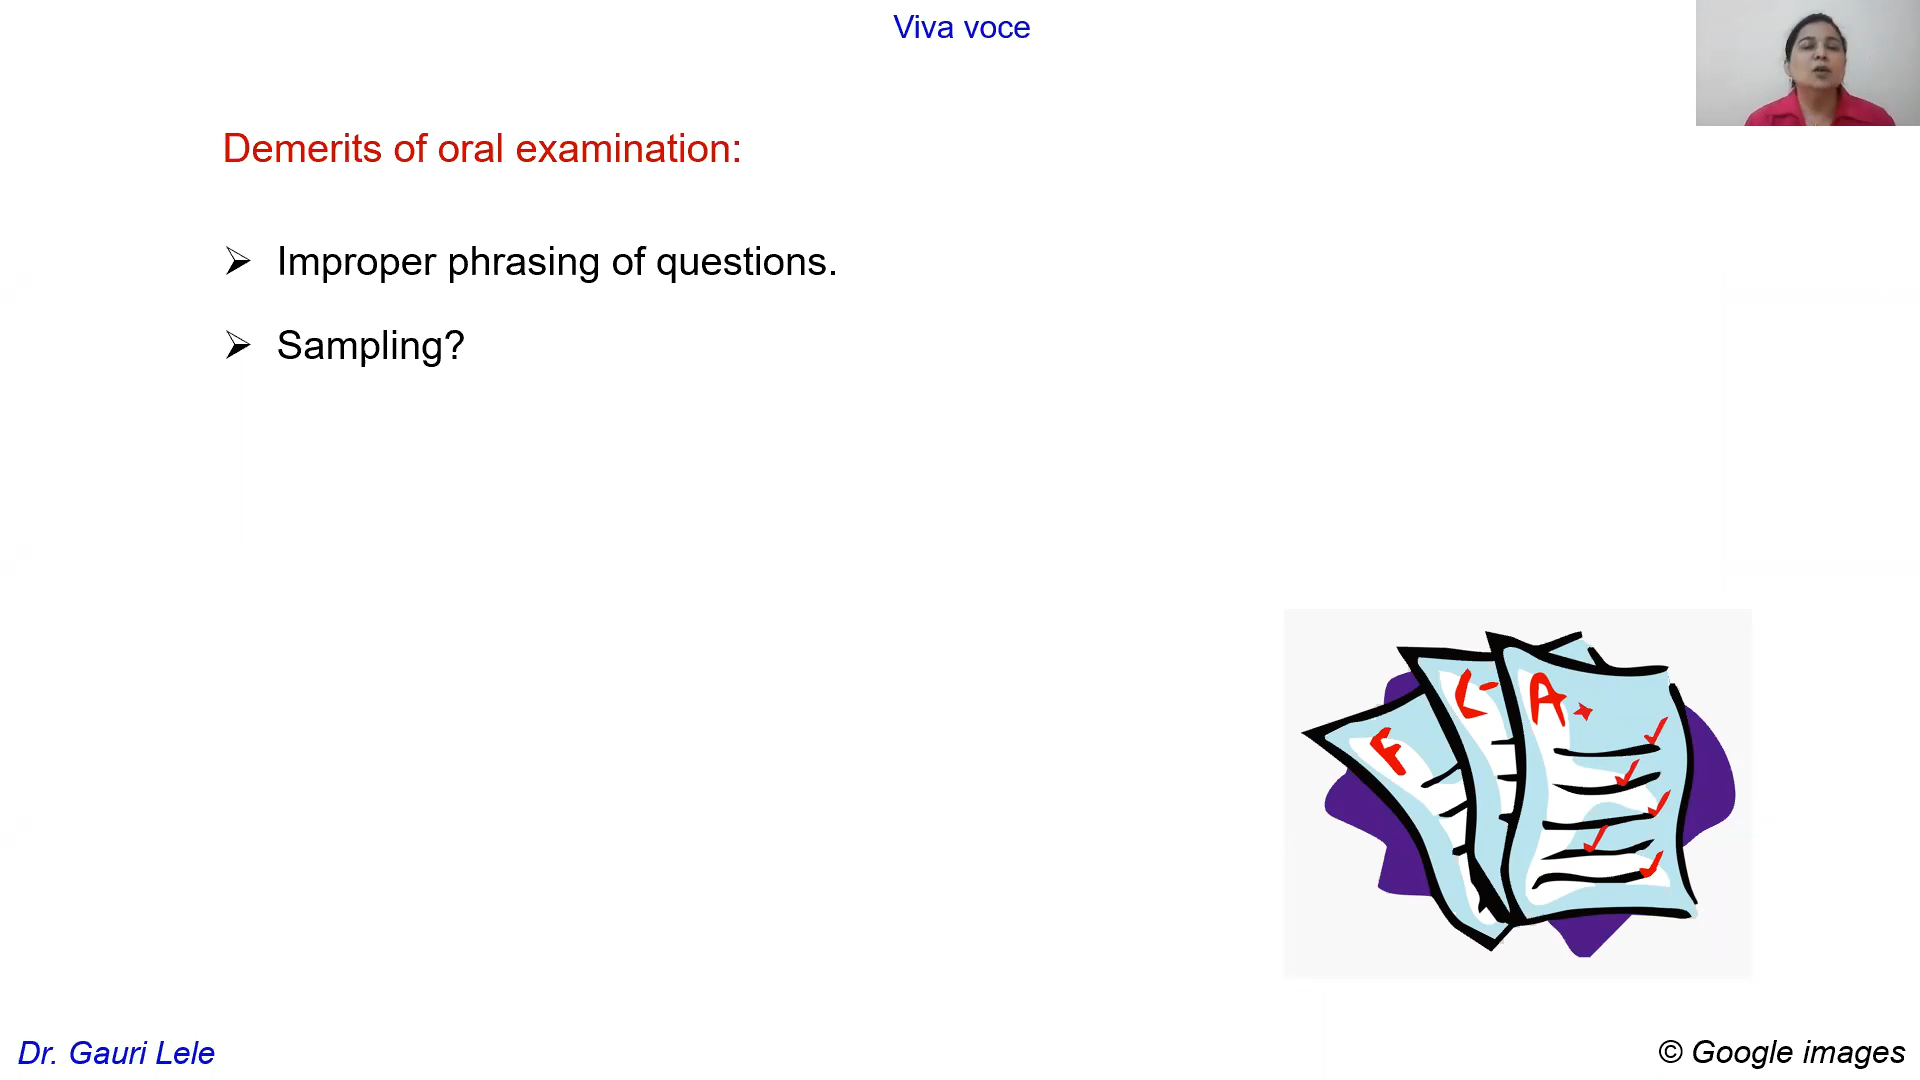 Viva voce
Demerits of oral examination:
➢ Improper phrasing of questions.
➢ Sampling?
F
C-
A+
Dr. Gauri Lele
© Google images